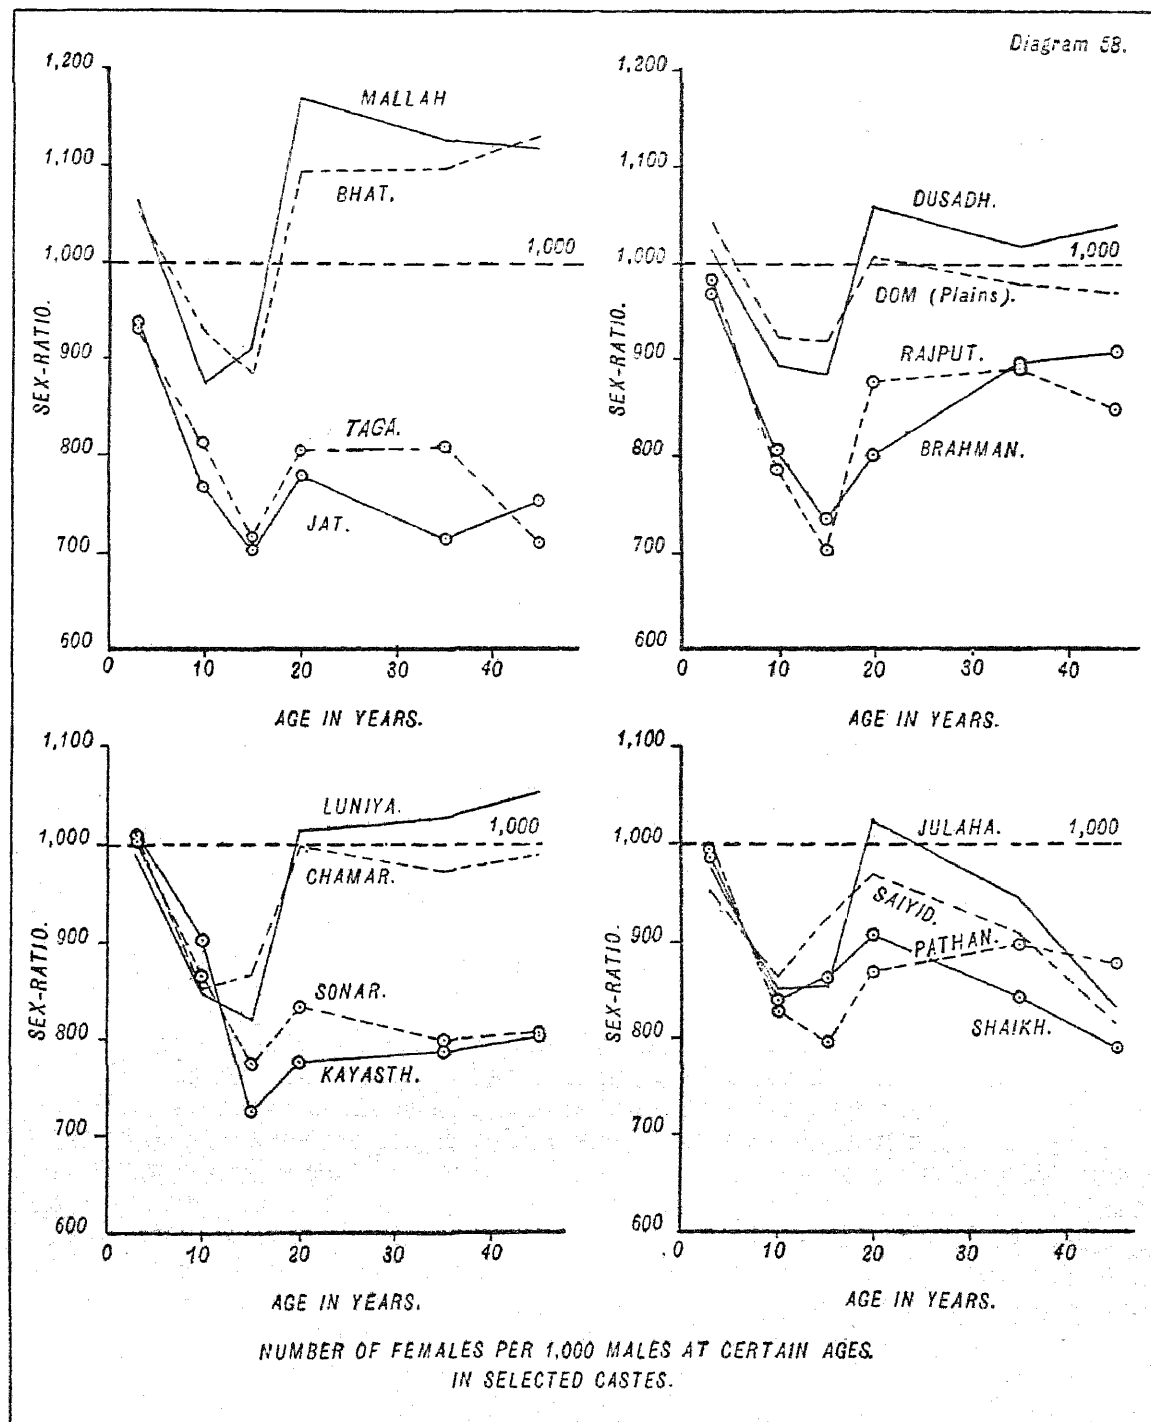 Diagram 58.
1,200
1,100
1,000
900
800
700
600
SEX-RATIO.
MALLAH
BHAT.
1,000
TAGA.
JAT.
0 10 20 30 40
AGE IN YEARS.
1,200
1,100
1,000
900
800
700
600
SEX-RATIO.
DUSADH.
1,000
DOM (Plains).
RAJPUT.
BRAHMAN.
0 10 20 30 40
AGE IN YEARS.
1,100
1,000
900
800
700
600
SEX-RATIO.
LUNIYA.
1,000
CHAMAR.
SONAR.
KAYASTH.
0 10 20 30 40
AGE IN YEARS.
1,100
1,000
900
800
700
600
SEX-RATIO.
JULAHA.
1,000
SAIYID.
PATHAN.
SHAIKH.
0 10 20 30 40
AGE IN YEARS.
NUMBER OF FEMALES PER 1,000 MALES AT CERTAIN AGES.
IN SELECTED CASTES.